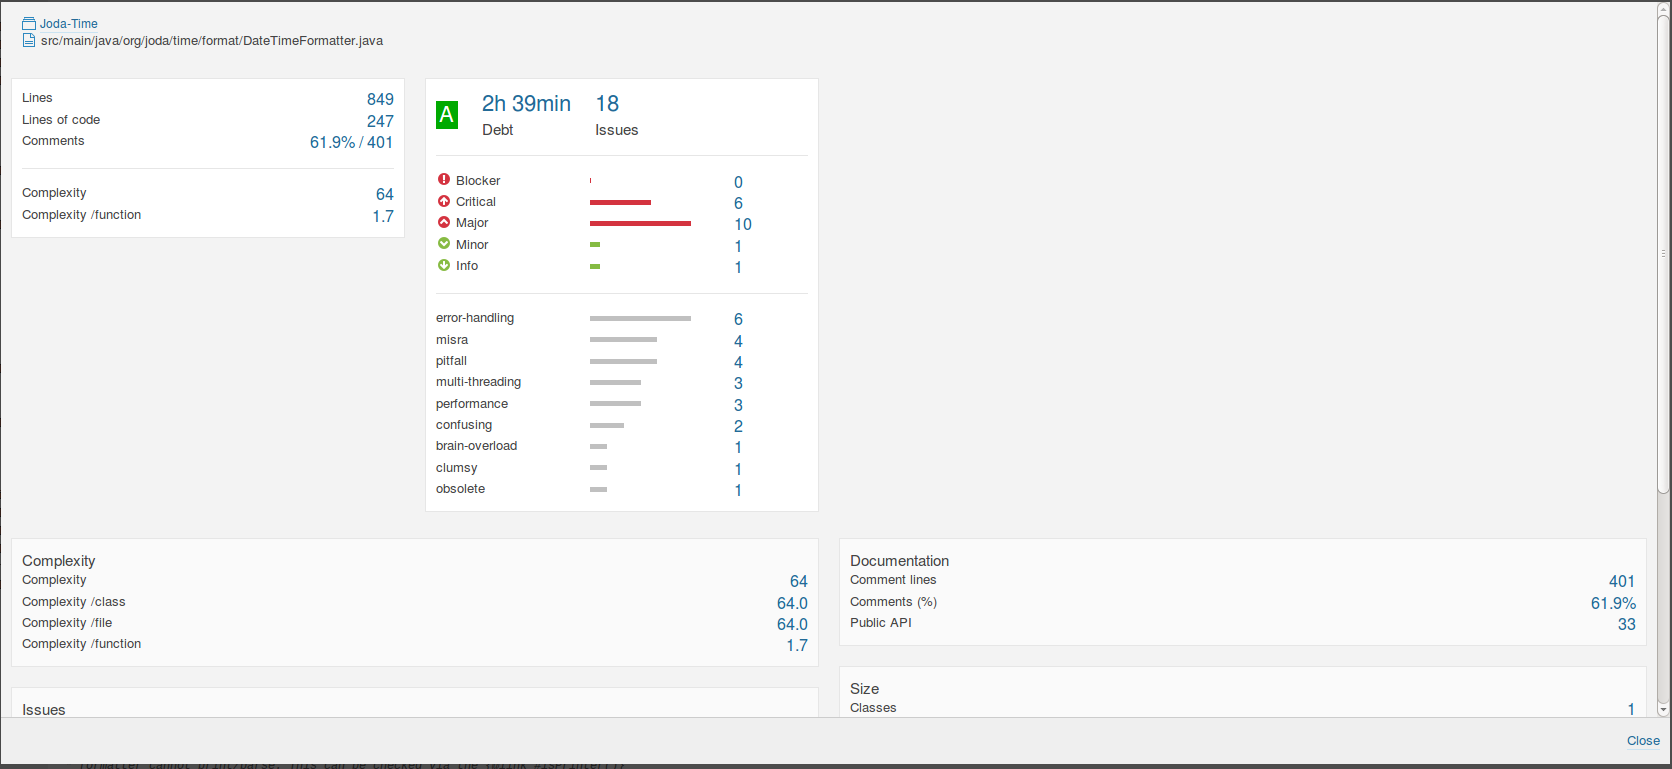 Joda-Time
src/main/java/org/joda/time/format/DateTimeFormatter.java
Lines 849
Lines of code 247
Comments 61.9% / 401
Complexity 64
Complexity /function 1.7
A 2h 39min 18
Debt Issues
Blocker 0
Critical 6
Major 10
Minor 1
Info 1
error-handling 6
misra 4
pitfall 4
multi-threading 3
performance 3
confusing 2
brain-overload 1
clumsy 1
obsolete 1
Complexity
Complexity 64
Complexity /class 64.0
Complexity /file 64.0
Complexity /function 1.7
Issues
Documentation
Comment lines 401
Comments (%) 61.9%
Public API 33
Size
Classes 1
Close